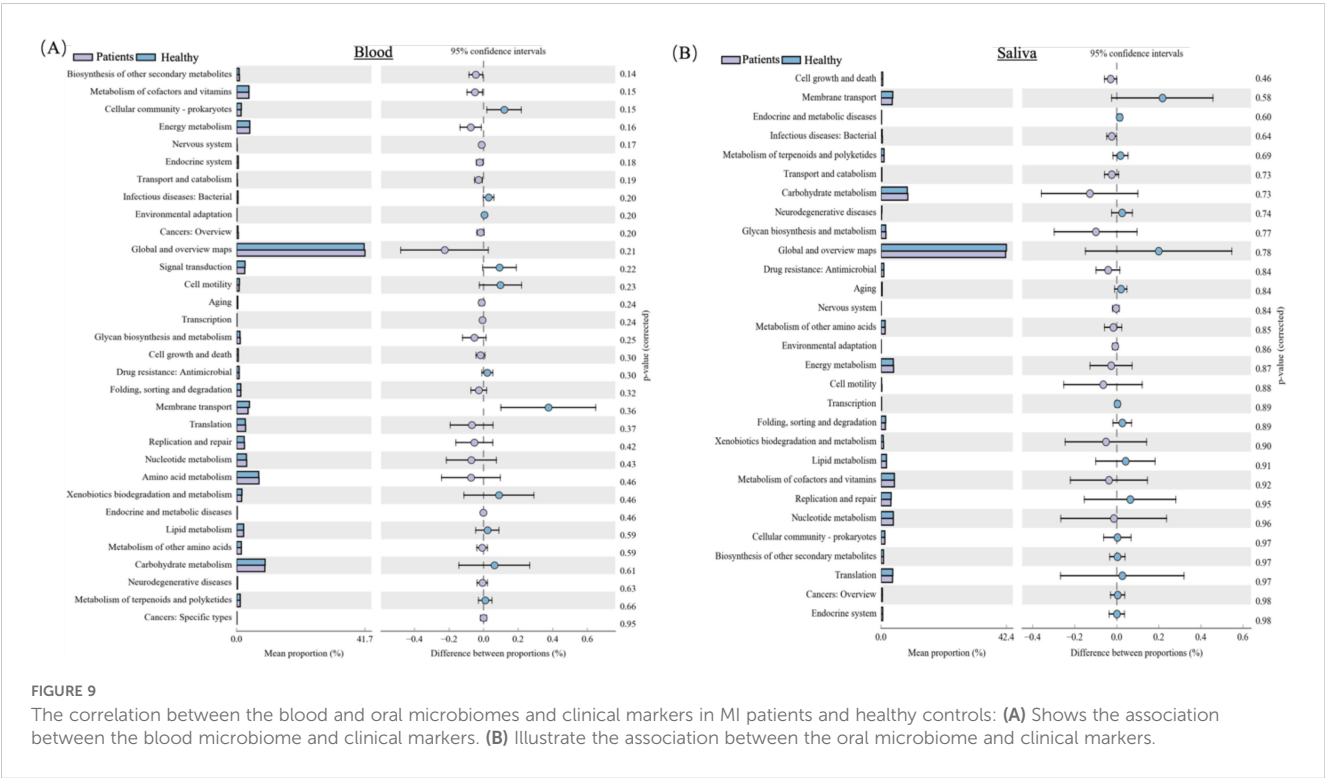 (A)
Patients Healthy
Blood
95% confidence intervals
Biosynthesis of other secondary metabolites 0.14
Metabolism of cofactors and vitamins 0.15
Cellular community - prokaryotes 0.15
Energy metabolism 0.16
Nervous system 0.17
Endocrine system 0.18
Transport and catabolism 0.19
Infectious diseases: Bacterial 0.20
Environmental adaptation 0.20
Cancers: Overview 0.20
Global and overview maps 0.21
Signal transduction 0.22
Cell motility 0.23
Aging 0.24
Transcription 0.24
Glycan biosynthesis and metabolism 0.25
Cell growth and death 0.30
Drug resistance: Antimicrobial 0.30
Folding, sorting and degradation 0.32
Membrane transport 0.36
Translation 0.37
Replication and repair 0.42
Nucleotide metabolism 0.43
Amino acid metabolism 0.46
Xenobiotics biodegradation and metabolism 0.46
Endocrine and metabolic diseases 0.46
Lipid metabolism 0.59
Metabolism of other amino acids 0.59
Carbohydrate metabolism 0.61
Neurodegenerative diseases 0.63
Metabolism of terpenoids and polyketides 0.66
Cancers: Specific types 0.95
p-value (corrected)
0.0 41.7 −0.4 −0.2 0.0 0.2 0.4 0.6
Mean proportion (%) Difference between proportions (%)
(B)
Patients Healthy
Saliva
95% confidence intervals
Cell growth and death 0.46
Membrane transport 0.58
Endocrine and metabolic diseases 0.60
Infectious diseases: Bacterial 0.64
Metabolism of terpenoids and polyketides 0.69
Transport and catabolism 0.73
Carbohydrate metabolism 0.73
Neurodegenerative diseases 0.74
Glycan biosynthesis and metabolism 0.77
Global and overview maps 0.78
Drug resistance: Antimicrobial 0.84
Aging 0.84
Nervous system 0.84
Metabolism of other amino acids 0.85
Environmental adaptation 0.86
Energy metabolism 0.87
Cell motility 0.88
Transcription 0.89
Folding, sorting and degradation 0.89
Xenobiotics biodegradation and metabolism 0.90
Lipid metabolism 0.91
Metabolism of cofactors and vitamins 0.92
Replication and repair 0.95
Nucleotide metabolism 0.96
Cellular community - prokaryotes 0.97
Biosynthesis of other secondary metabolites 0.97
Translation 0.97
Cancers: Overview 0.98
Endocrine system 0.98
p-value (corrected)
0.0 42.4 −0.4 −0.2 0.0 0.2 0.4 0.6
Mean proportion (%) Difference between proportions (%)
FIGURE 9
The correlation between the blood and oral microbiomes and clinical markers in MI patients and healthy controls: (A) Shows the association
between the blood microbiome and clinical markers. (B) Illustrate the association between the oral microbiome and clinical markers.